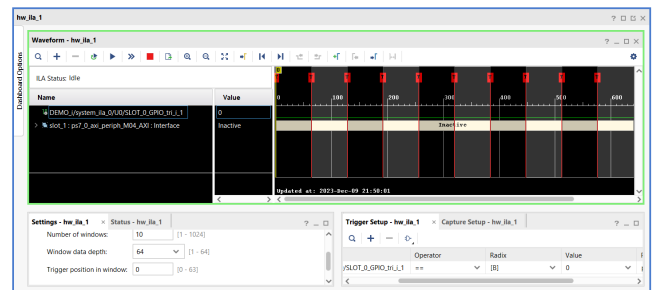 hw_ila_1
Dashboard Options
Waveform - hw_ila_1
ILA Status: Idle
Name Value
0 100 200 300 400 500 600
DEMO_i/system_ila_0/U0/SLOT_0_GPIO_tri_i_1 0
slot_1 : ps7_0_axi_periph_M04_AXI : Interface Inactive Inactive
Updated at: 2023-Dec-09 21:50:01
Settings - hw_ila_1 × Status - hw_ila_1
Number of windows: 10 [1 - 1024]
Window data depth: 64 [1 - 64]
Trigger position in window: 0 [0 - 63]
Trigger Setup - hw_ila_1 × Capture Setup - hw_ila_1
Operator Radix Value
/SLOT_0_GPIO_tri_i_1 == [B] 0